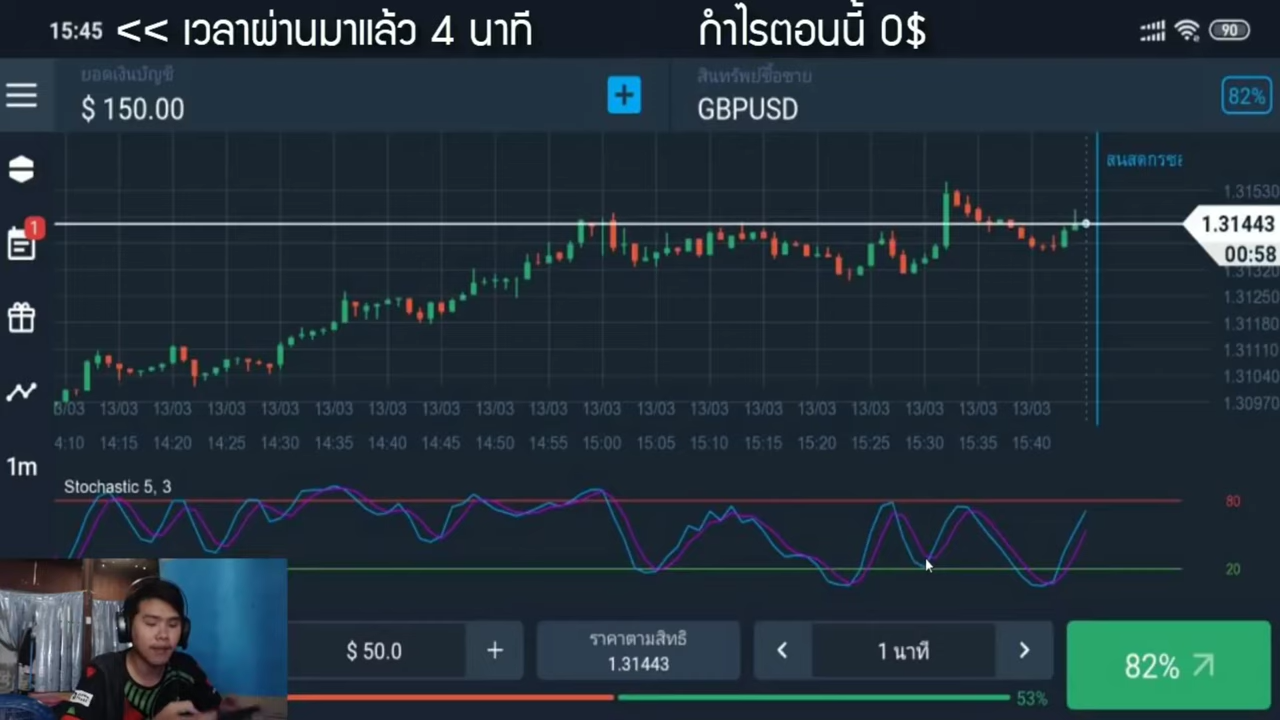 15:45 << เวลาผ่านมาแล้ว 4 นาที
กำไรตอนนี้ 0$
90
ยอดเงินบัญชี
$ 150.00
+
สินทรัพย์ซื้อขาย
GBPUSD
82%
1
1.31530
1.31443
00:58
1.31320
1.31250
1.31180
1.31110
1.31040
1.30970
3/03 13/03 13/03 13/03 13/03 13/03 13/03 13/03 13/03 13/03 13/03 13/03 13/03 13/03 13/03 13/03 13/03 13/03 13/03
4:10 14:15 14:20 14:25 14:30 14:35 14:40 14:45 14:50 14:55 15:00 15:05 15:10 15:15 15:20 15:25 15:30 15:35 15:40
1m
Stochastic 5, 3
80
20
$ 50.0 +
ราคาตามสิทธิ
1.31443
< 1 นาที >
82%
53%